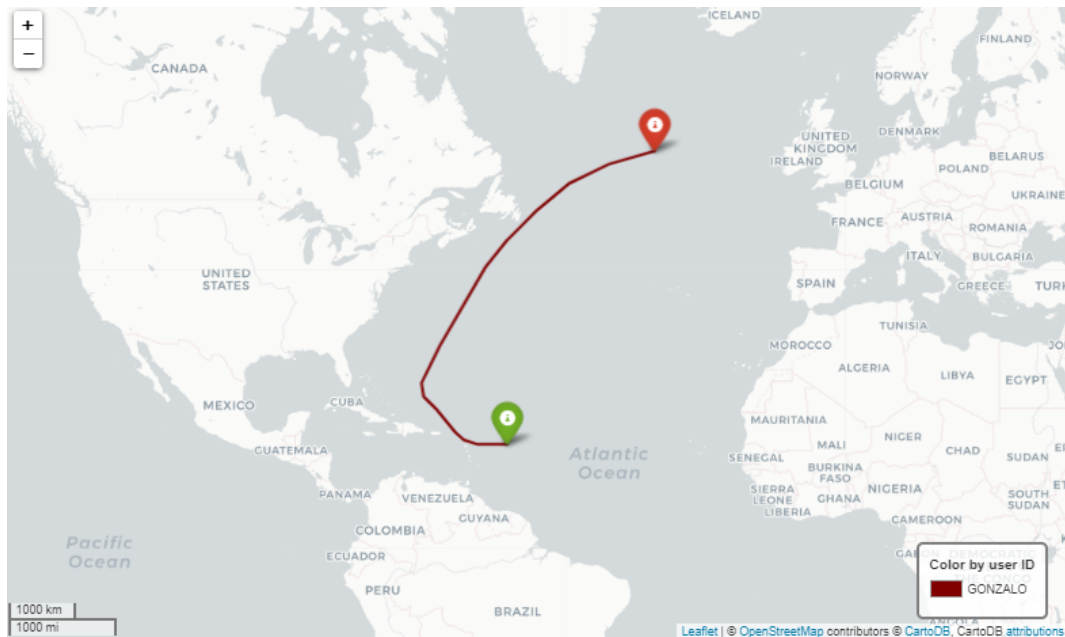 +
−
ICELAND
FINLAND
CANADA
NORWAY
UNITED
KINGDOM
DENMARK
IRELAND
BELARUS
POLAND
BELGIUM
UKRAINE
FRANCE
AUSTRIA
ROMANIA
ITALY
BULGARIA
UNITED
STATES
SPAIN
GREECE
TURK
TUNISIA
MOROCCO
ALGERIA
LIBYA
EGYPT
MEXICO
CUBA
MAURITANIA
GUATEMALA
MALI
NIGER
CHAD
SUDAN
Atlantic
Ocean
SENEGAL
BURKINA
FASO
PANAMA
VENEZUELA
SIERRA
LEONE
GHANA
NIGERIA
SOUTH
SUDAN
LIBERIA
GUYANA
COLOMBIA
CAMEROON
Pacific
Ocean
ECUADOR
PERU
BRAZIL
Color by user ID
GONZALO
1000 km
1000 mi
Leaflet | © OpenStreetMap contributors © CartoDB, CartoDB attributions